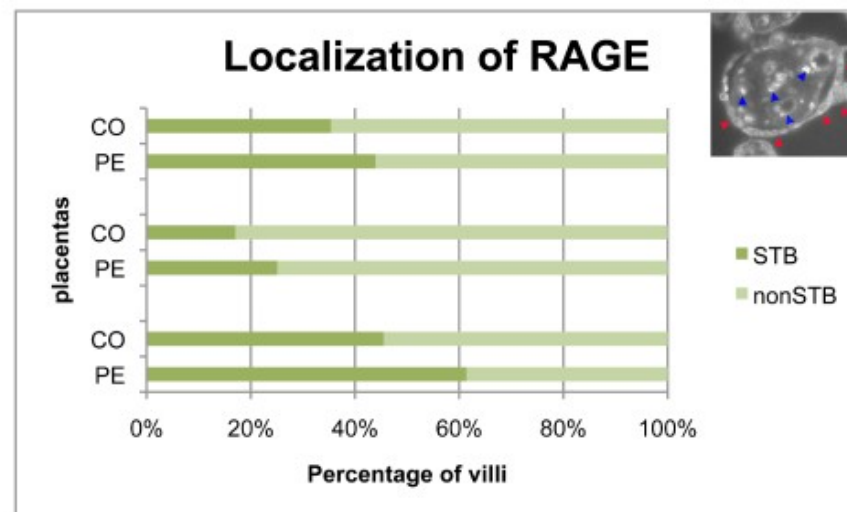 Localization of RAGE
placentas
CO
PE
CO
PE
CO
PE
0% 20% 40% 60% 80% 100%
Percentage of villi
STB
nonSTB